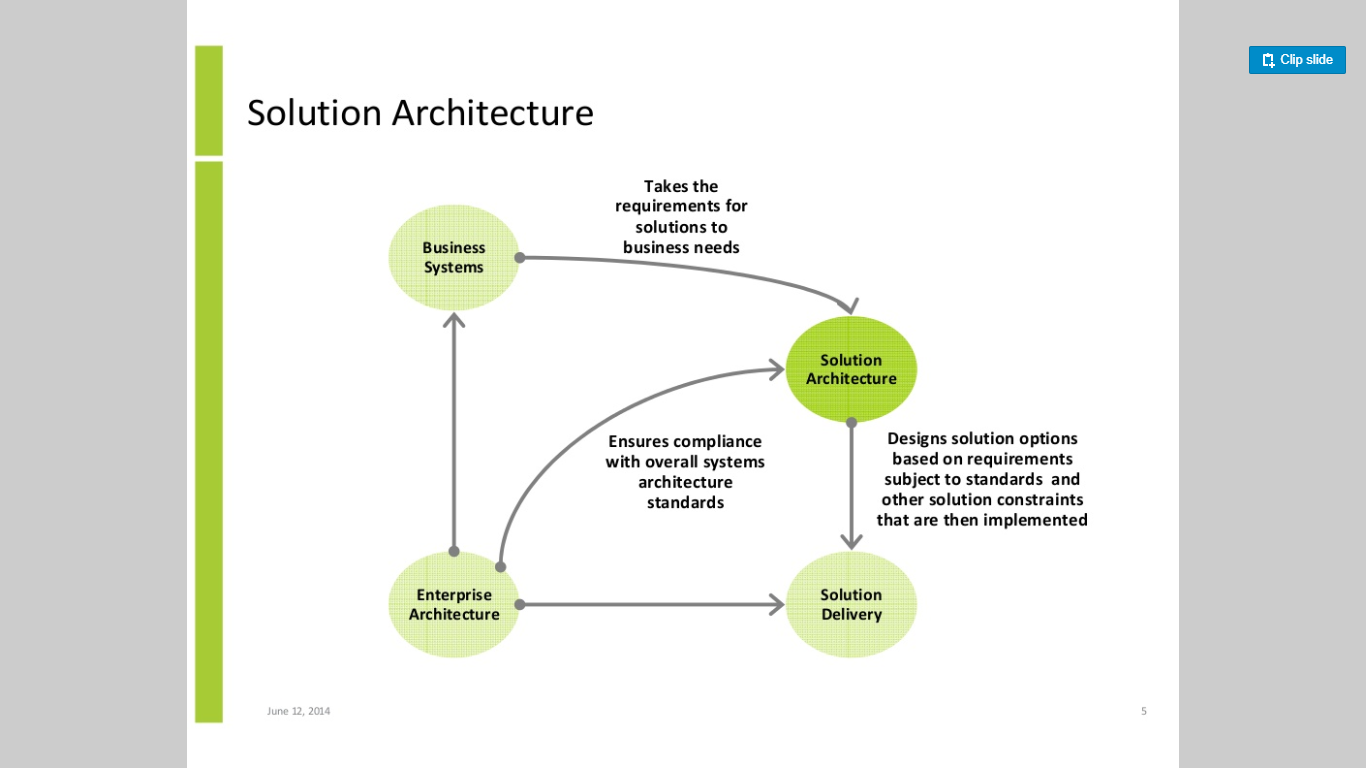 Clip slide
Solution Architecture
Takes the
requirements for
solutions to
business needs
Business
Systems
Solution
Architecture
Ensures compliance
with overall systems
architecture
standards
Designs solution options
based on requirements
subject to standards and
other solution constraints
that are then implemented
Enterprise
Architecture
Solution
Delivery
June 12, 2014
5